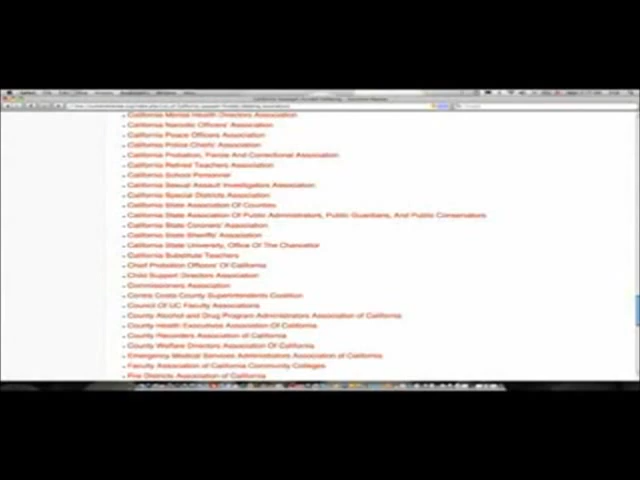 California Mental Health Directors Association
California Narcotic Officers' Association
California Peace Officers Association
California Police Chiefs' Association
California Probation, Parole And Correctional Association
California Retired Teachers Association
California School Personnel
California Sexual Assault Investigators Association
California Special Districts Association
California State Association Of Counties
California State Association Of Public Administrators, Public Guardians, And Public Conservators
California State Coroners' Association
California State Sheriffs' Association
California State University, Office Of The Chancellor
California Substitute Teachers
Chief Probation Officers' Of California
Child Support Directors Association
Commissioners Association
Contra Costa County Superintendents Coalition
Council Of UC Faculty Associations
County Alcohol and Drug Program Administrators Association of California
County Health Executives Association Of California
County Recorders Association of California
County Welfare Directors Association Of California
Emergency Medical Services Administrators Association of California
Faculty Association of California Community Colleges
Fire Districts Association of California